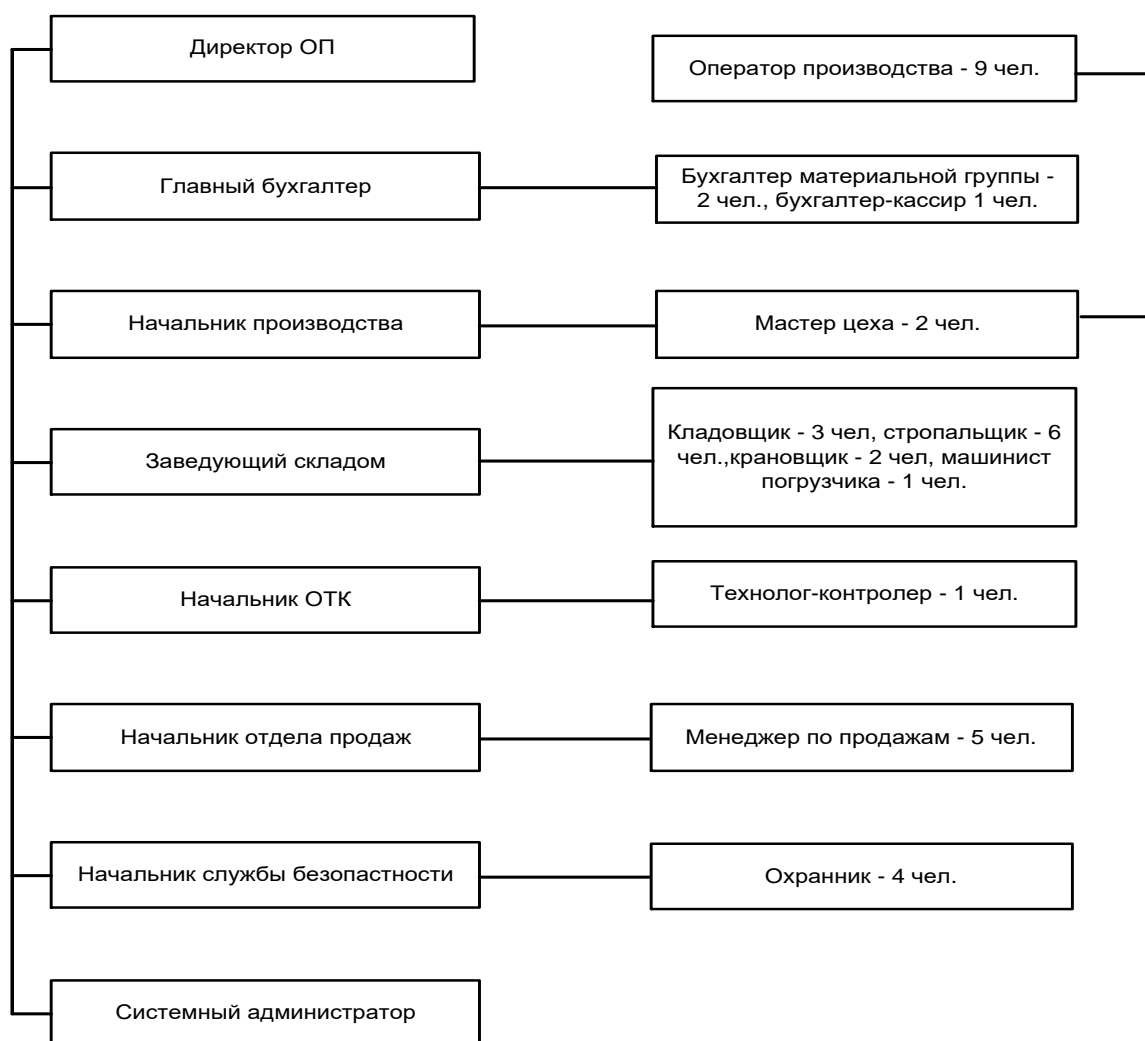 Директор ОП
Оператор производства - 9 чел.
Главный бухгалтер
Бухгалтер материальной группы -
2 чел., бухгалтер-кассир 1 чел.
Начальник производства
Мастер цеха - 2 чел.
Заведующий складом
Кладовщик - 3 чел, стропальщик - 6
чел.,крановщик - 2 чел, машинист
погрузчика - 1 чел.
Начальник ОТК
Технолог-контролер - 1 чел.
Начальник отдела продаж
Менеджер по продажам - 5 чел.
Начальник службы безопастности
Охранник - 4 чел.
Системный администратор